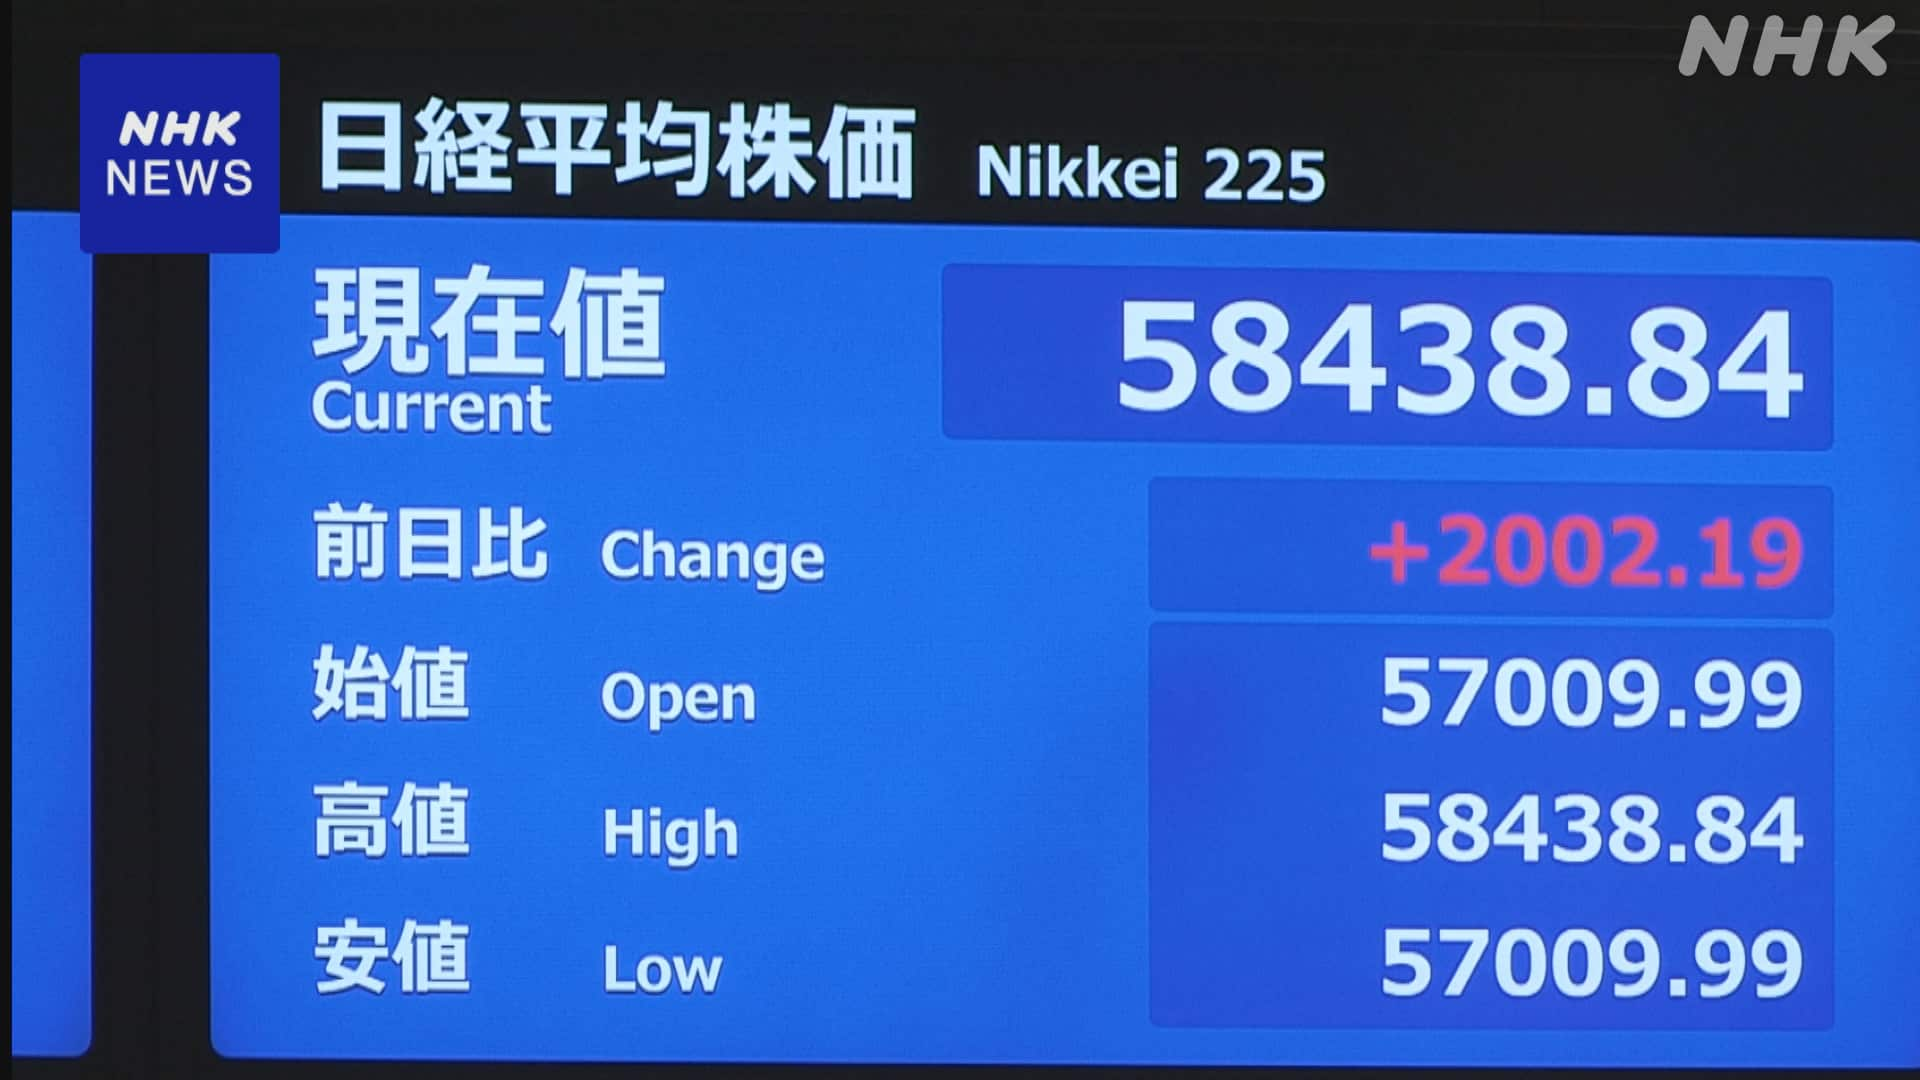 NHK
NHK
NEWS
日経平均株価 Nikkei 225
現在値 58438.84
Current
前日比 Change +2002.19
始値 Open 57009.99
高値 High 58438.84
安値 Low 57009.99